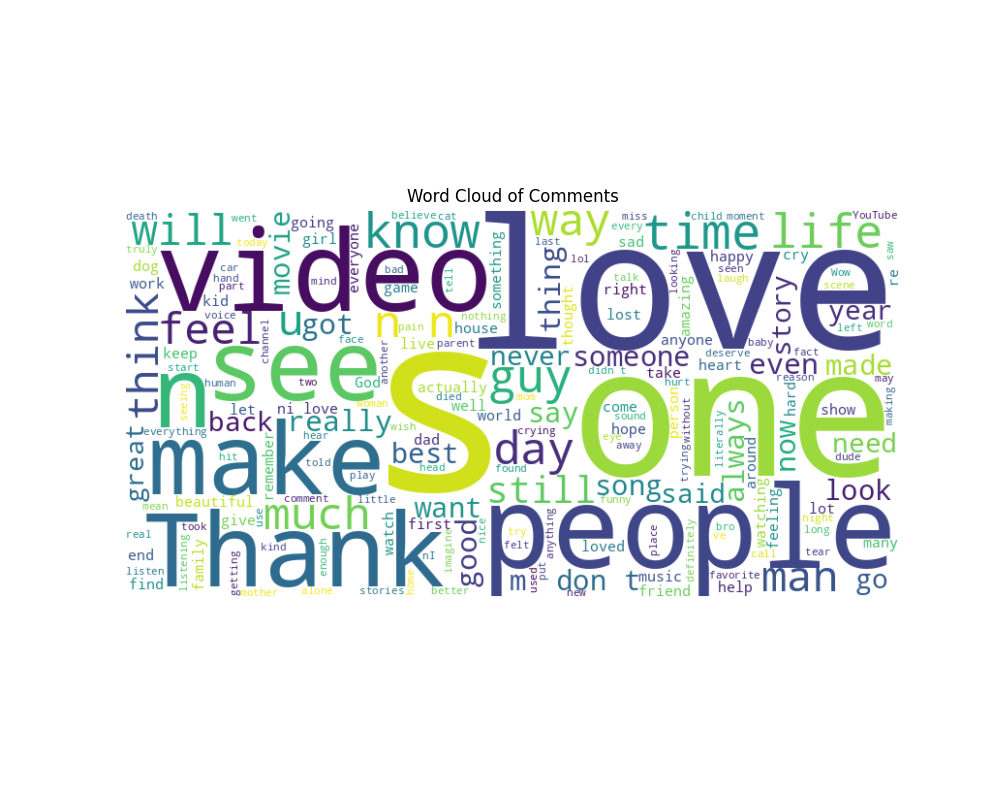 Word Cloud of Comments
death went going believe cat love way miss every child moment YouTube
will today girl movie everyone know something last lol sad time life saw
truly dog video mind bad tell thing talk looking happy seen cry Wow re
work car hand part game right laugh scene
kid voice u got n n pain house thought lost amazing anyone story year left word
think feel channel face live parent never someone deserve heart baby fact even made
keep start see another God S actually guy didn t take hurt reason may
n human two died well mom world say come person without hard show making
seeing let ni love woman wish one sound
everything back really dad crying hope trying literally always now dude need
great make hit hear told best head day eye away around
remember play found still song said look
mean beautiful comment little want funny watching lot
took much use give first good nice try people bro ve feeling night long
real Thank kind enough watch nI imagine felt loved place definitely call tear many
end family listening getting m put don t music favorite man go
listen find mother alone home stories better used new friend help